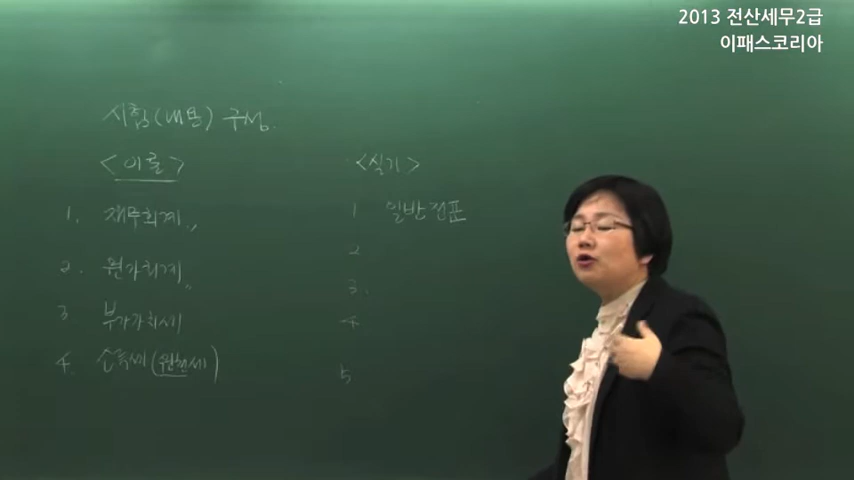 2013 전산세무2급
이패스코리아
시험(내용) 구성.
<이론>
1. 재무회계
2. 원가회계
3 부가가치세
4. 소득세(원천세)
<실기>
1 일반전표
2
3.
4
5